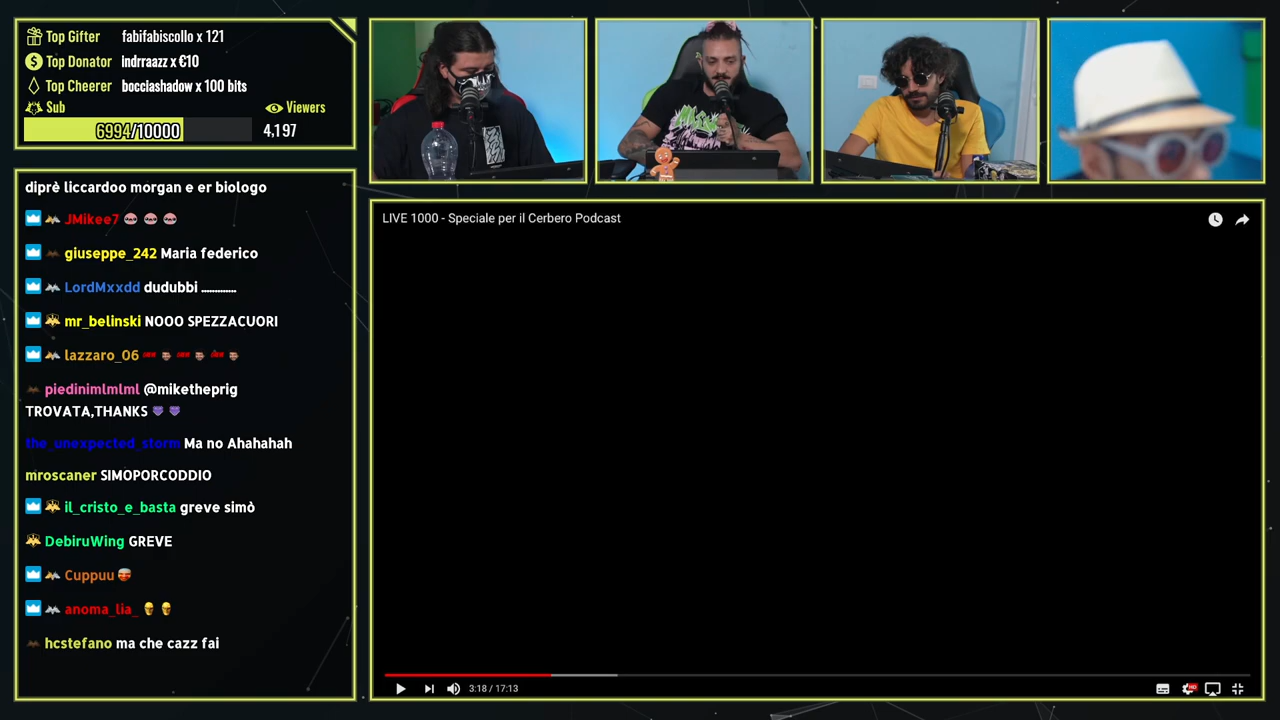 Top Gifter fabifabiscollo x 121
Top Donator indrraazz x €10
Top Cheerer bocciashadow x 100 bits
Sub Viewers
6994/10000 4,197
diprè liccardoo morgan e er biologo
JMikee7
giuseppe_242 Maria federico
LordMxxdd dudubbi .............
mr_belinski NOOO SPEZZACUORI
lazzaro_06
piedinimlmlml @miketheprig
TROVATA,THANKS
the_unexpected_storm Ma no Ahahahah
mroscaner SIMOPORCODDIO
il_cristo_e_basta greve simò
DebiruWing GREVE
Cuppuu
anoma_lia_
hcstefano ma che cazz fai
LIVE 1000 - Speciale per il Cerbero Podcast
3:18 / 17:13
HD